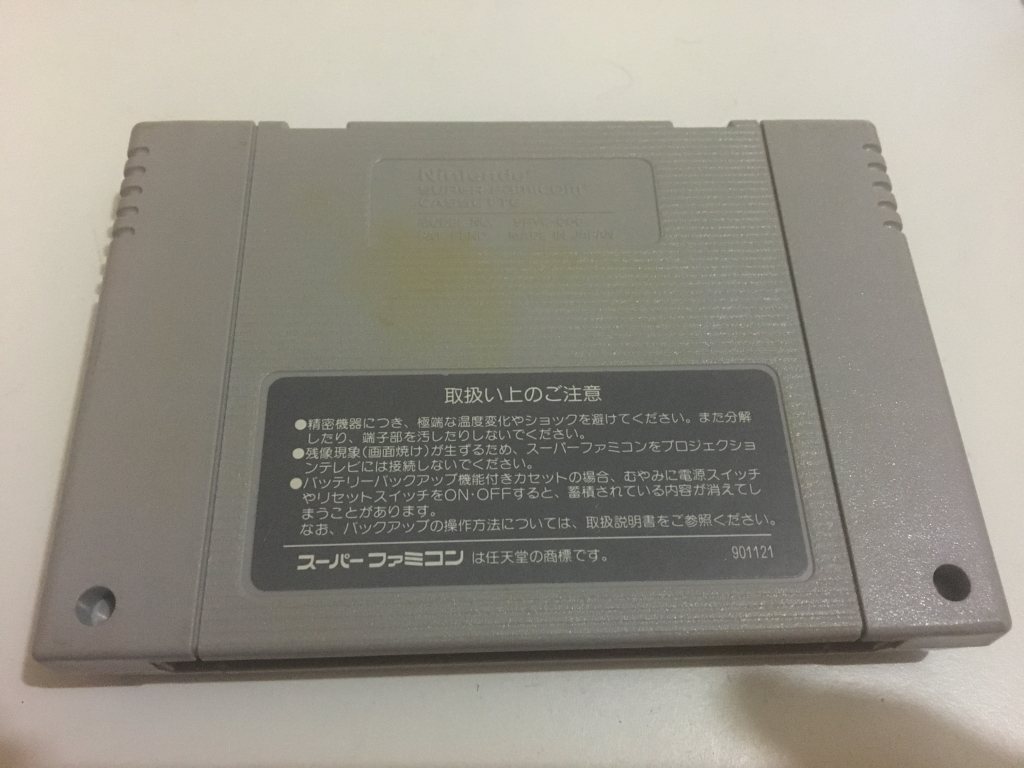 Nintendo
SUPER Famicom
CASSETTE
MADE IN JAPAN
取扱い上のご注意
●精密機器につき、極端な温度変化やショックを避けてください。また分解
したり、端子部を汚したりしないでください。
●残像現象(画面焼け)が生ずるため、スーパーファミコンをプロジェクショ
ンテレビには接続しないでください。
●バッテリーバックアップ機能付きカセットの場合、むやみに電源スイッチ
やリセットスイッチをON・OFFすると、蓄積されている内容が消えてし
まうことがあります。
なお、バックアップの操作方法については、取扱説明書をご参照ください。
スーパーファミコン は任天堂の商標です。 901121